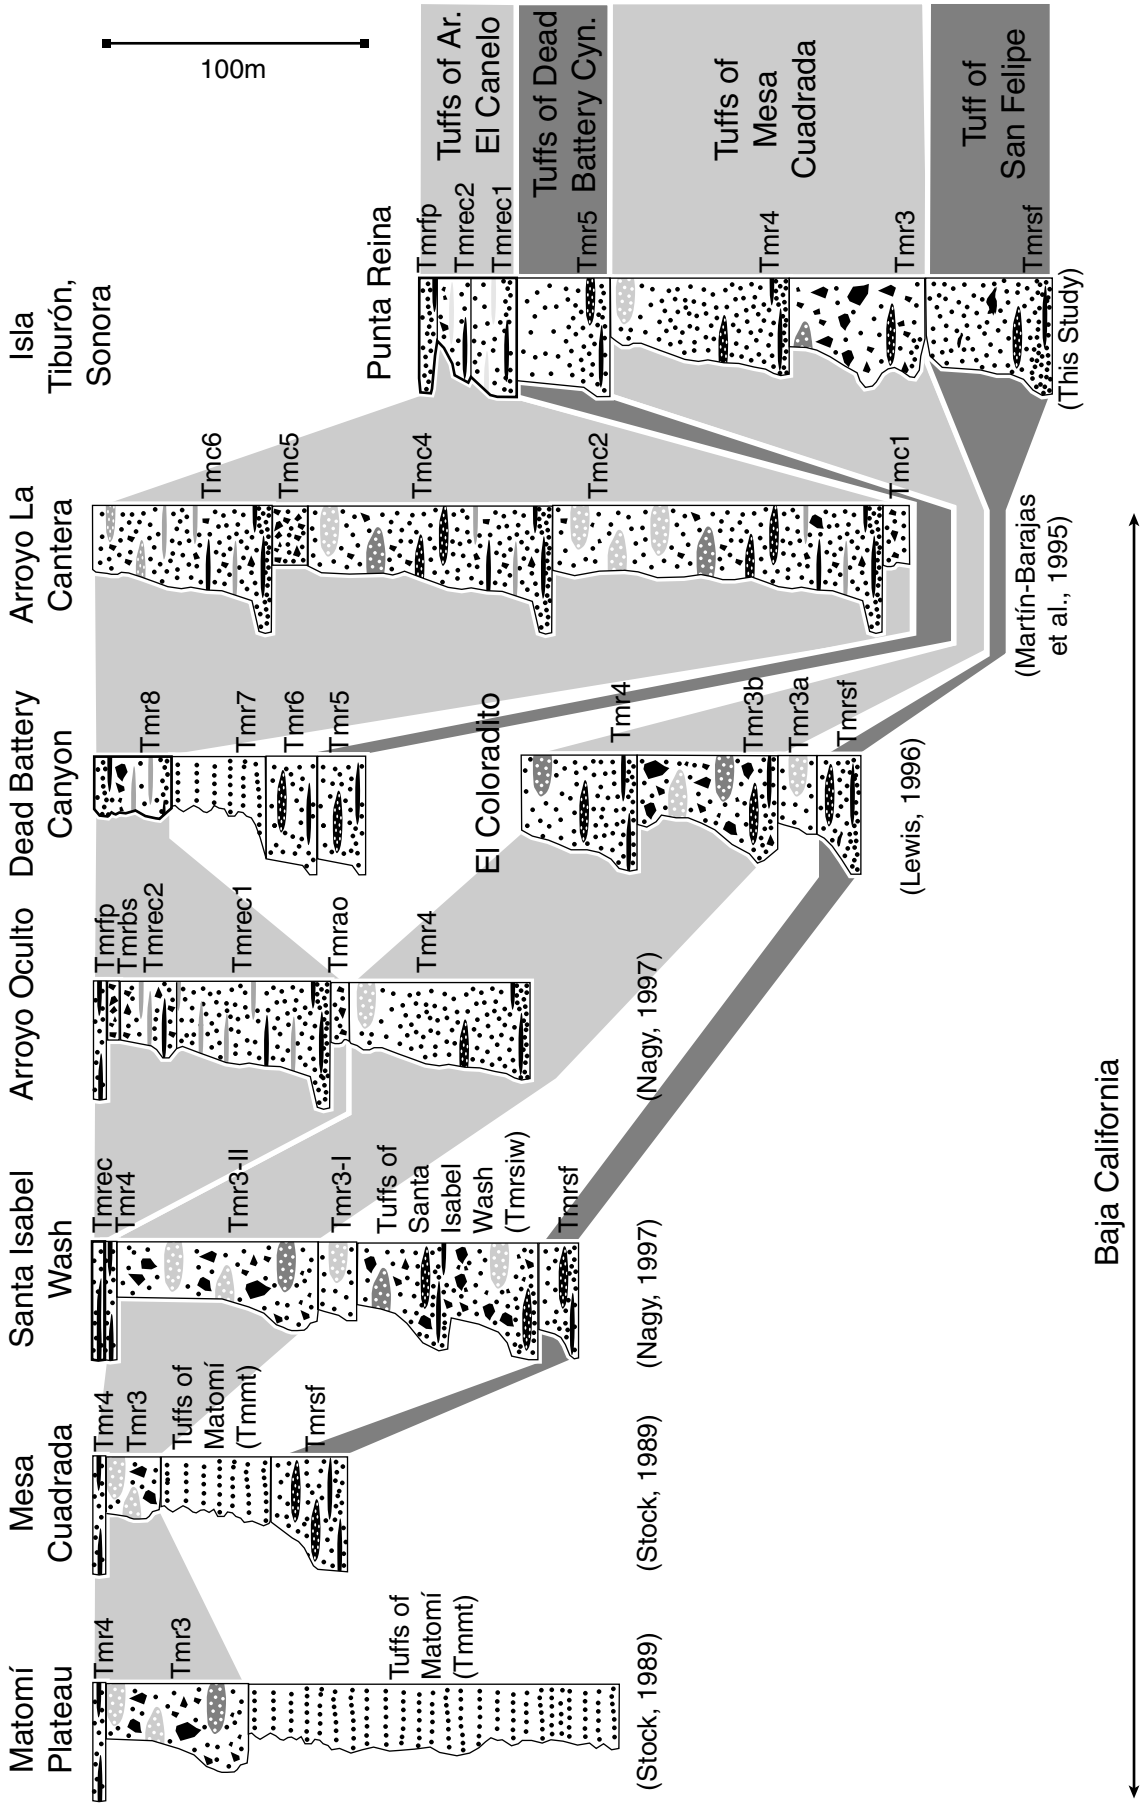 Matomí
Plateau
Tmr4
Tmr3
Tuffs of
Matomí
(Tmmt)
(Stock, 1989)
Mesa
Cuadrada
Tmr4
Tmr3
Tuffs of
Matomí
(Tmmt)
Tmrsf
(Stock, 1989)
Santa Isabel
Wash
Tmrec
Tmr4
Tmr3-II
Tmr3-I
Tuffs of
Santa
Isabel
Wash
(Tmrsiw)
Tmrsf
(Nagy, 1997)
Arroyo Oculto
Tmrfp
Tmrbs
Tmrec2
Tmrec1
Tmrao
Tmr4
(Nagy, 1997)
Dead Battery
Canyon
Tmr8
Tmr7
Tmr6
Tmr5
El Coloradito
Tmr4
Tmr3b
Tmr3a
Tmrsf
(Lewis, 1996)
Arroyo La
Cantera
Tmc6
Tmc5
Tmc4
Tmc2
Tmc1
(Martín-Barajas
et al., 1995)
Isla
Tiburón,
Sonora
Punta Reina
Tmrfp
Tmrec2
Tmrec1
Tmr5
Tmr4
Tmr3
Tmrsf
(This Study)
100m
Tuffs of Ar.
El Canelo
Tuffs of Dead
Battery Cyn.
Tuffs of
Mesa
Cuadrada
Tuff of
San Felipe
Baja California